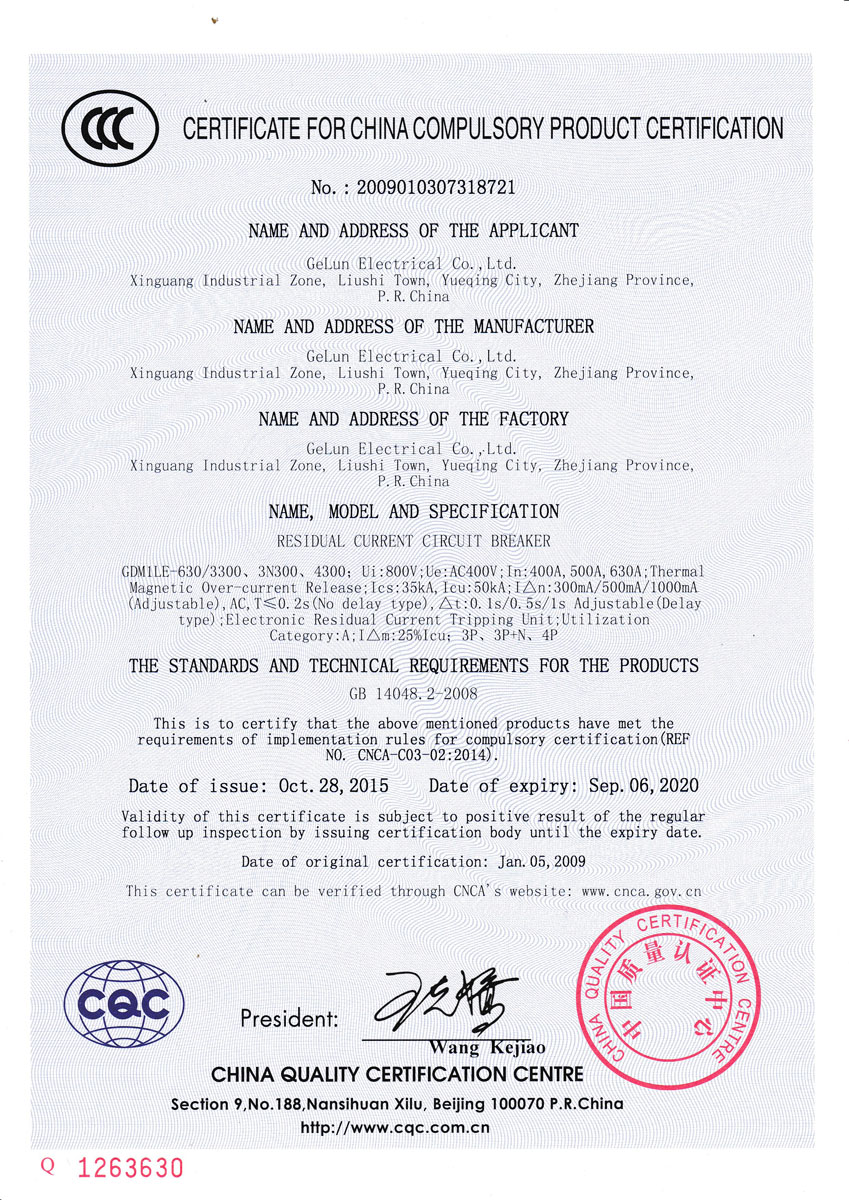 CCC
CERTIFICATE FOR CHINA COMPULSORY PRODUCT CERTIFICATION
No. : 2009010307318721
NAME AND ADDRESS OF THE APPLICANT
GeLun Electrical Co.,Ltd.
Xinguang Industrial Zone, Liushi Town, Yueqing City, Zhejiang Province,
P.R.China
NAME AND ADDRESS OF THE MANUFACTURER
GeLun Electrical Co.,Ltd.
Xinguang Industrial Zone, Liushi Town, Yueqing City, Zhejiang Province,
P.R.China
NAME AND ADDRESS OF THE FACTORY
GeLun Electrical Co.,Ltd.
Xinguang Industrial Zone, Liushi Town, Yueqing City, Zhejiang Province,
P.R.China
NAME, MODEL AND SPECIFICATION
RESIDUAL CURRENT CIRCUIT BREAKER
GDM1LE-630/3300、3N300、4300; Ui:800V;Ue:AC400V;In:400A,500A,630A;Thermal
Magnetic Over-current Release;Ics:35kA,Icu:50kA;I△n:300mA/500mA/1000mA
(Adjustable),AC,T≤0.2s(No delay type),△t:0.1s/0.5s/1s Adjustable(Delay
type);Electronic Residual Current Tripping Unit;Utilization
Category:A;I△m:25%Icu; 3P、3P+N、4P
THE STANDARDS AND TECHNICAL REQUIREMENTS FOR THE PRODUCTS
GB 14048.2-2008
This is to certify that the above mentioned products have met the
requirements of implementation rules for compulsory certification(REF
NO. CNCA-C03-02:2014).
Date of issue: Oct.28,2015 Date of expiry: Sep.06,2020
Validity of this certificate is subject to positive result of the regular
follow up inspection by issuing certification body until the expiry date.
Date of original certification: Jan.05,2009
This certificate can be verified through CNCA's website: www.cnca.gov.cn
CHINA QUALITY CERTIFICATION CENTRE
中国质量认证中心
CQC
President:
王克娇
Wang Kejiao
CHINA QUALITY CERTIFICATION CENTRE
Section 9,No.188,Nansihuan Xilu, Beijing 100070 P.R.China
http://www.cqc.com.cn
Q 1263630